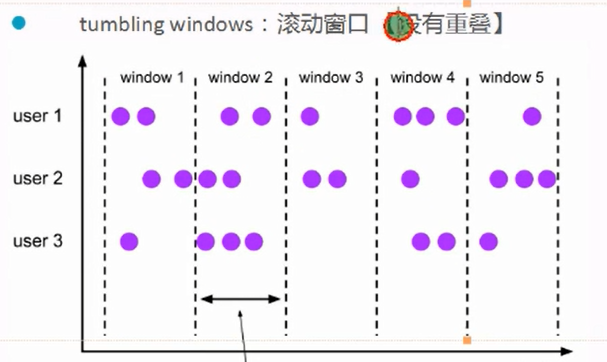 tumbling windows：滚动窗口 【没有重叠】
window 1 window 2 window 3 window 4 window 5
user 1
user 2
user 3